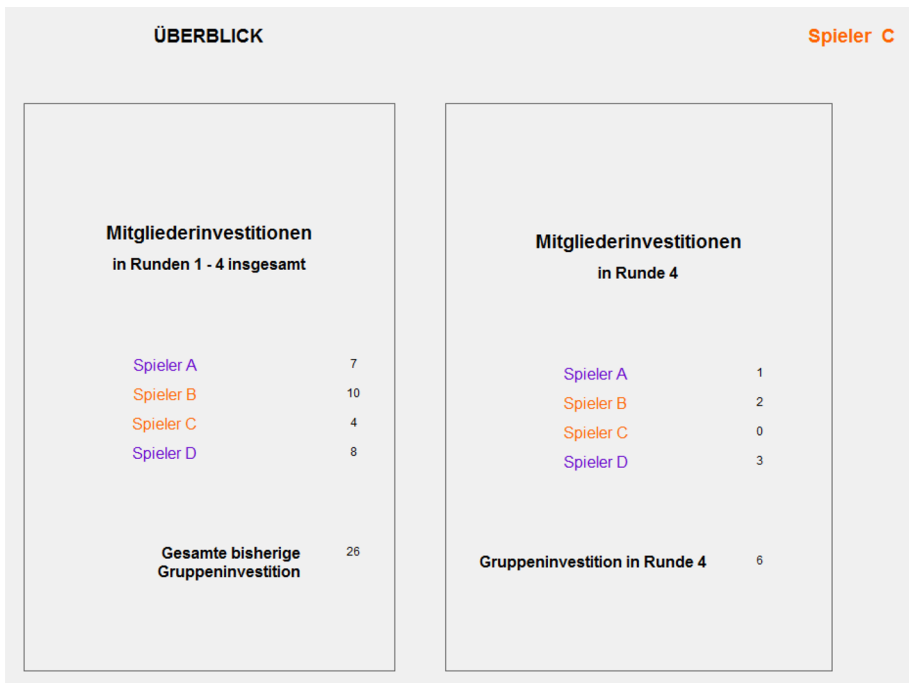 ÜBERBLICK
Spieler C
Mitgliederinvestitionen
in Runden 1 - 4 insgesamt
Spieler A 7
Spieler B 10
Spieler C 4
Spieler D 8
Gesamte bisherige 26
Gruppeninvestition
Mitgliederinvestitionen
in Runde 4
Spieler A 1
Spieler B 2
Spieler C 0
Spieler D 3
Gruppeninvestition in Runde 4 6